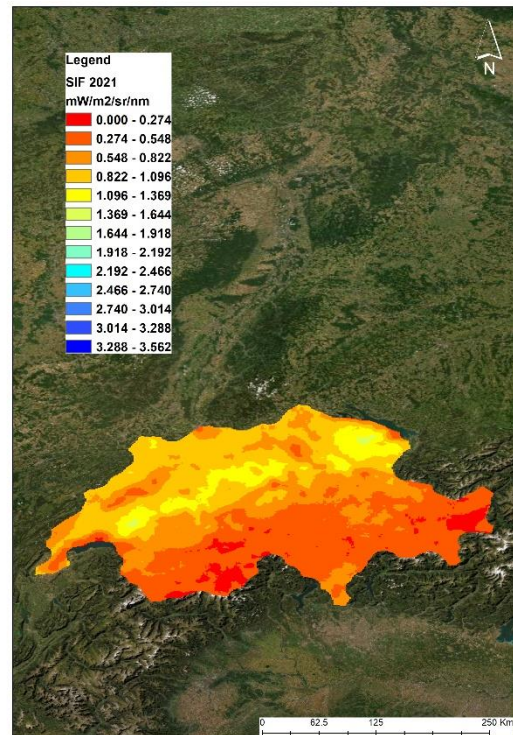 N
Legend
SIF 2021
mW/m2/sr/nm
0.000 - 0.274
0.274 - 0.548
0.548 - 0.822
0.822 - 1.096
1.096 - 1.369
1.369 - 1.644
1.644 - 1.918
1.918 - 2.192
2.192 - 2.466
2.466 - 2.740
2.740 - 3.014
3.014 - 3.288
3.288 - 3.562
0 62.5 125 250 Km